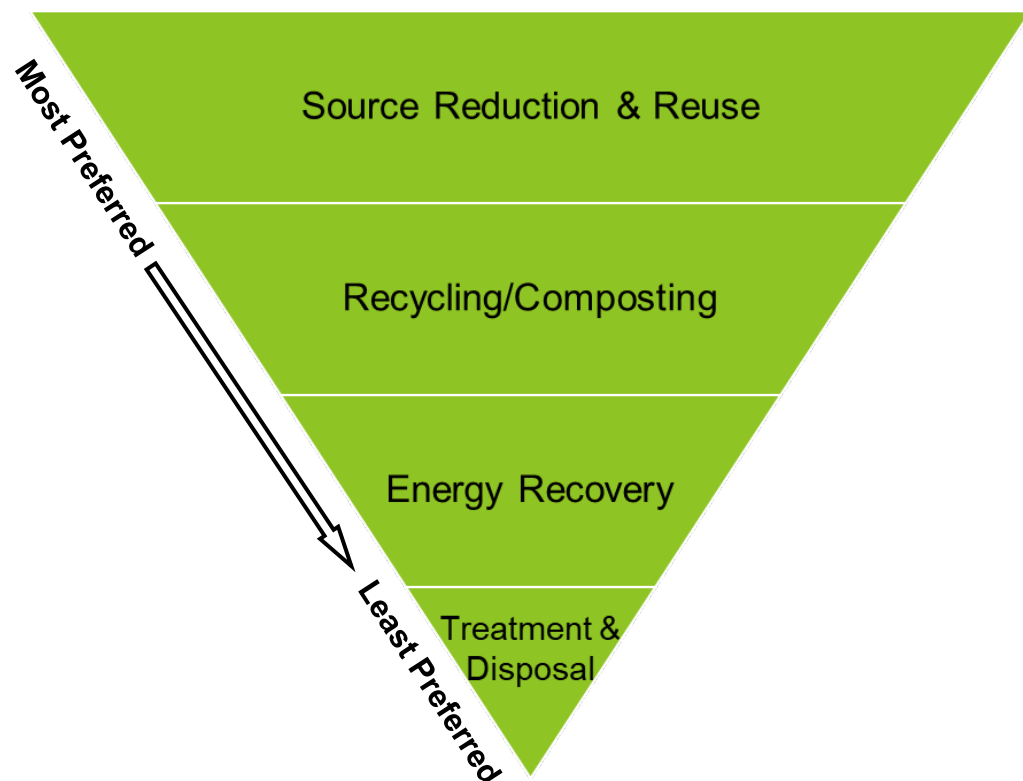 Source Reduction & Reuse
Most Preferred
Recycling/Composting
Energy Recovery
Least Preferred
Treatment &
Disposal